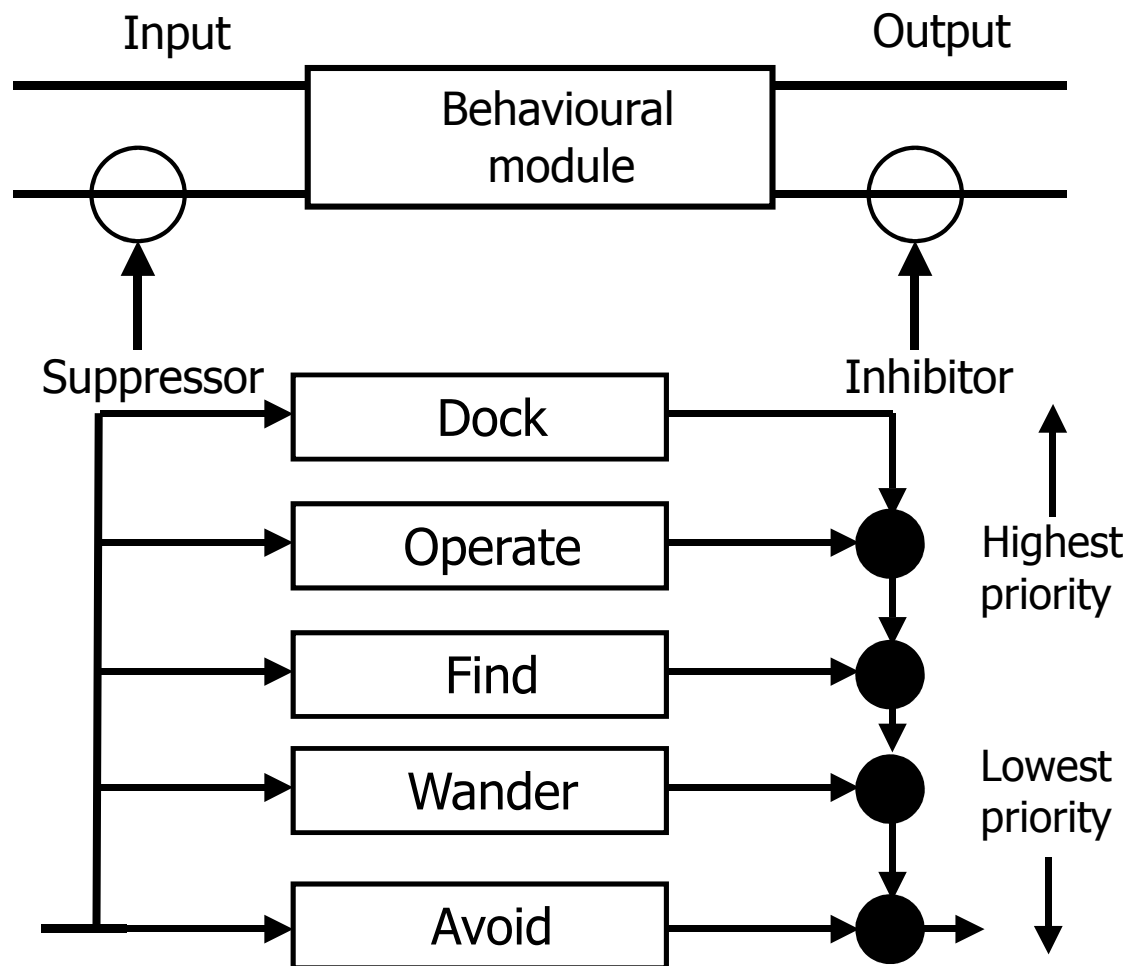 Input
Output
Behavioural
module
Suppressor
Inhibitor
Dock
Operate
Highest
priority
Find
Wander
Lowest
priority
Avoid